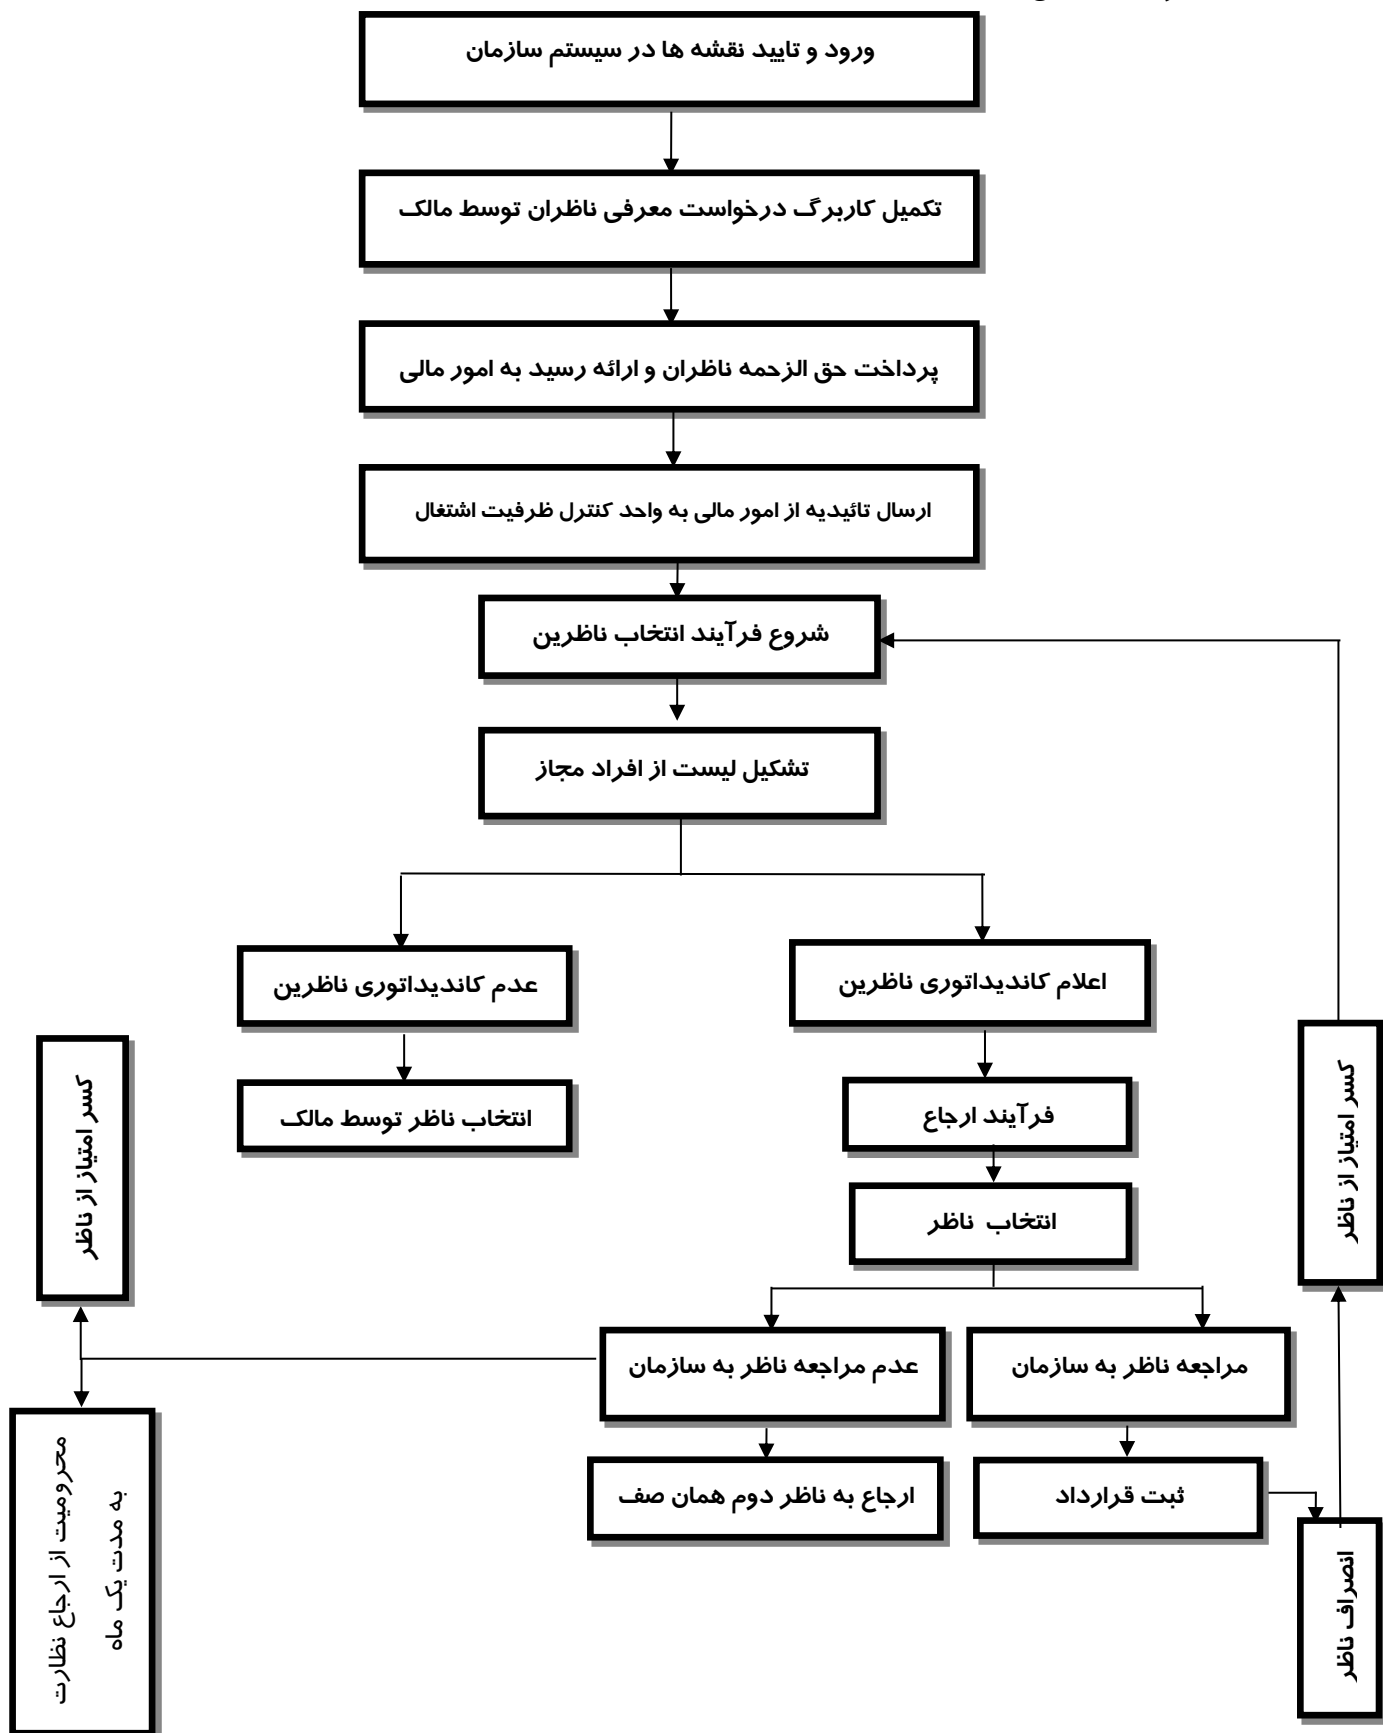 ورود و تایید نقشه ها در سیستم سازمان
تکمیل کاربرگ درخواست معرفی ناظران توسط مالک
پرداخت حق الزحمه ناظران و ارائه رسید به امور مالی
ارسال تائیدیه از امور مالی به واحد کنترل ظرفیت اشتغال
شروع فرآیند انتخاب ناظرین
تشکیل لیست از افراد مجاز
اعلام کاندیداتوری ناظرین
عدم کاندیداتوری ناظرین
کسر امتیاز از ناظر
فرآیند ارجاع
انتخاب ناظر توسط مالک
کسر امتیاز از ناظر
انتخاب ناظر
مراجعه ناظر به سازمان
عدم مراجعه ناظر به سازمان
ثبت قرارداد
ارجاع به ناظر دوم همان صف
انصراف ناظر
محرومیت از ارجاع نظارت
به مدت یک ماه